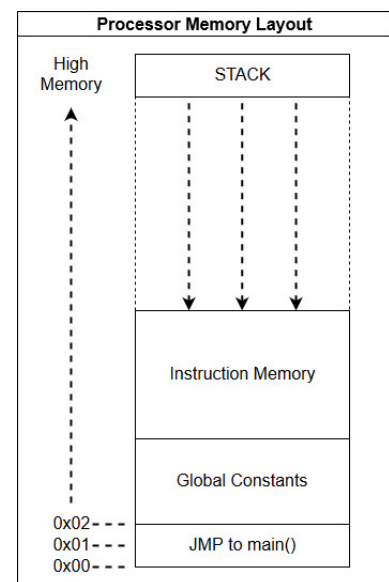 Processor Memory Layout
High
Memory
STACK
Instruction Memory
Global Constants
0x02
0x01
JMP to main()
0x00